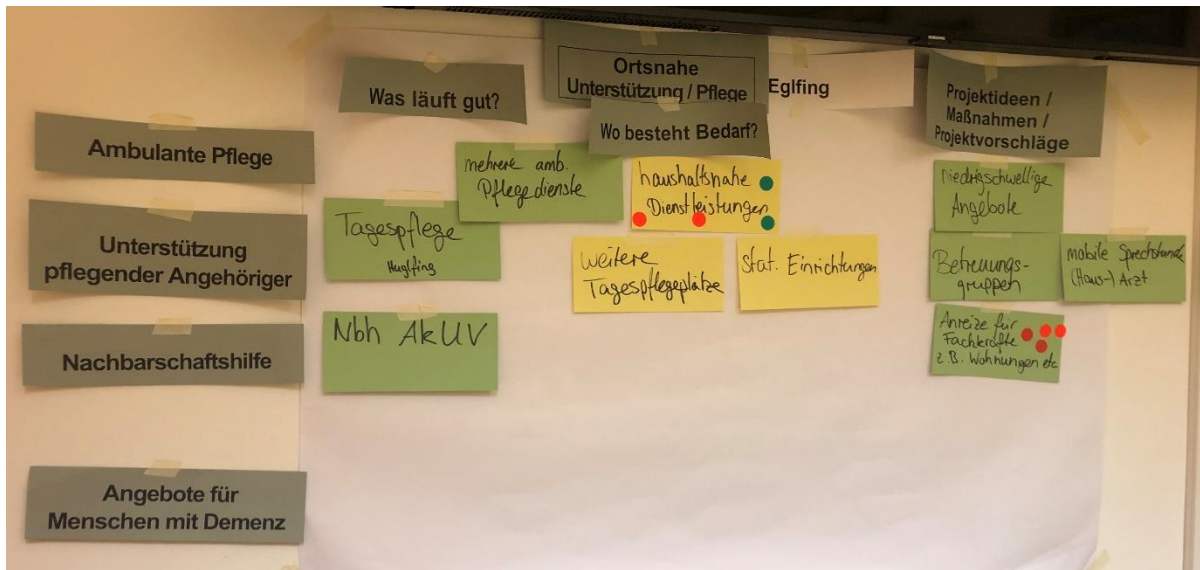 Ortsnahe
Unterstützung / Pflege
Eglfing
Was läuft gut?
Wo besteht Bedarf?
Projektideen /
Maßnahmen /
Projektvorschläge
Ambulante Pflege
mehrere amb.
Pflegedienste
haushaltsnahe
Dienstleistungen
niedrigschwellige
Angebote
Unterstützung
pflegender Angehöriger
Tagespflege
Huglfing
weitere
Tagespflegeplätze
Stat. Einrichtungen
Betreuungs-
gruppen
mobile Sprechstunde
(Haus-) Arzt
Nachbarschaftshilfe
Nbh AkUV
Anreize für
Fachkräfte
z.B. Wohnungen etc
Angebote für
Menschen mit Demenz